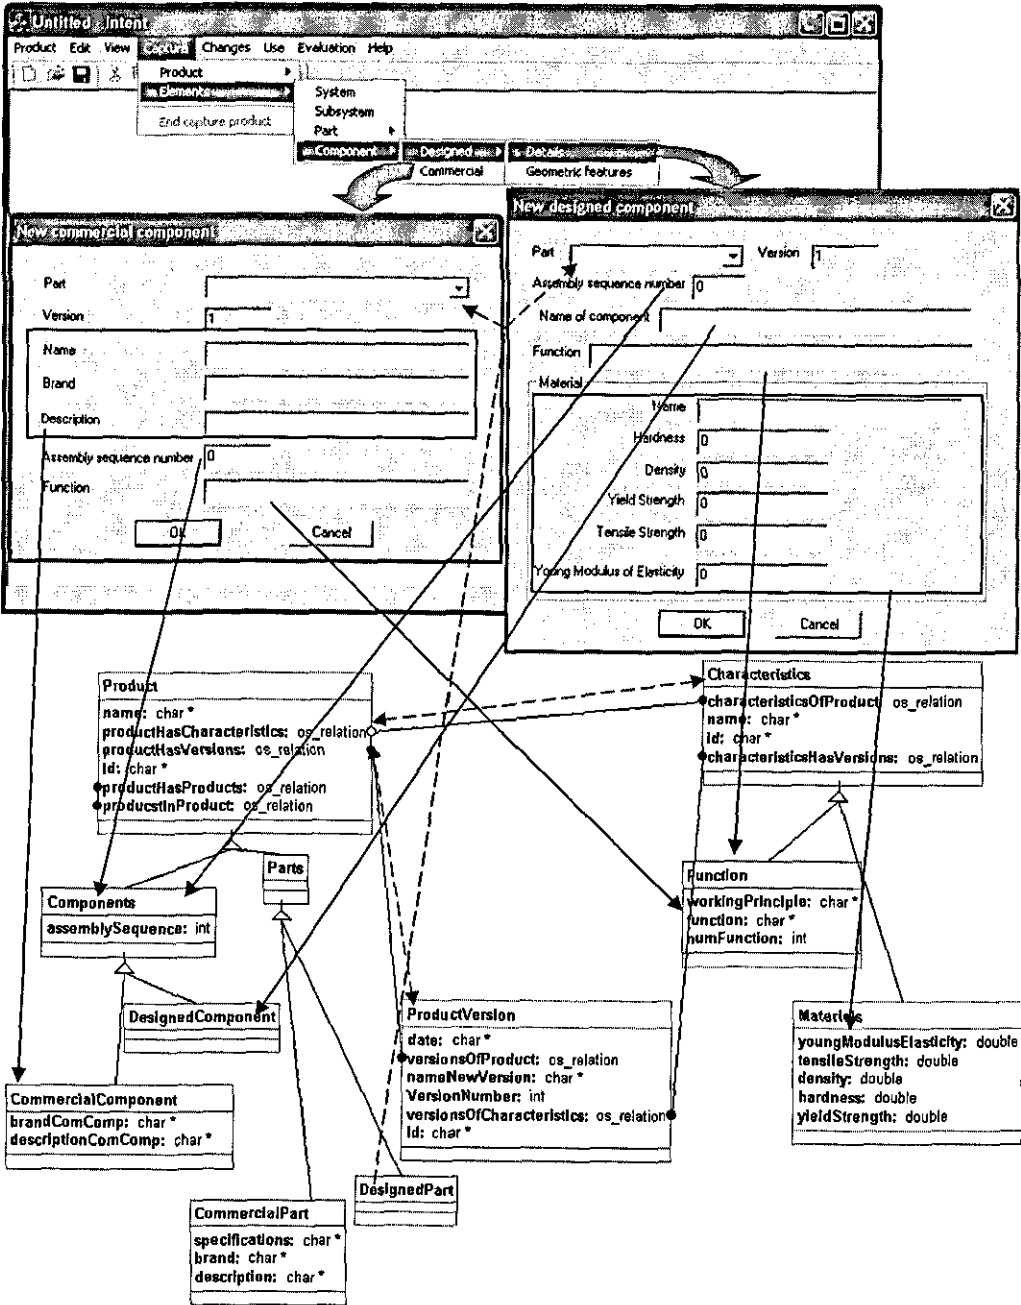 Untitled - Intent
Product Edit View Capture Changes Use Evaluation Help
Product
Elements
End capture product
System
Subsystem
Part
Component
Designed
Commercial
Details
Geometric features
New commercial component
Part
Version 1
Name
Brand
Description
Assembly sequence number 0
Function
OK Cancel
New designed component
Part Version 1
Assembly sequence number 0
Name of component
Function
Material
Name
Hardness 0
Density 0
Yield Strength 0
Tensile Strength 0
Young Modulus of Elasticity 0
OK Cancel
Product
name: char *
productHasCharacteristics: os_relation
productHasVersions: os_relation
id: char *
productHasProducts: os_relation
producstInProduct: os_relation
Characteristics
characteristicsOfProduct: os_relation
name: char *
id: char *
characteristicsHasVersions: os_relation
Parts
Components
assemblySequence: int
Function
workingPrinciple: char *
function: char *
numFunction: int
DesignedComponent
ProductVersion
date: char *
versionsOfProduct: os_relation
nameNewVersion: char *
VersionNumber: int
versionsOfCharacteristics: os_relation
id: char *
Materials
youngModulusElasticity: double
tensileStrength: double
density: double
hardness: double
yieldStrength: double
CommercialComponent
brandComComp: char *
descriptionComComp: char *
DesignedPart
CommercialPart
specifications: char *
brand: char *
description: char *